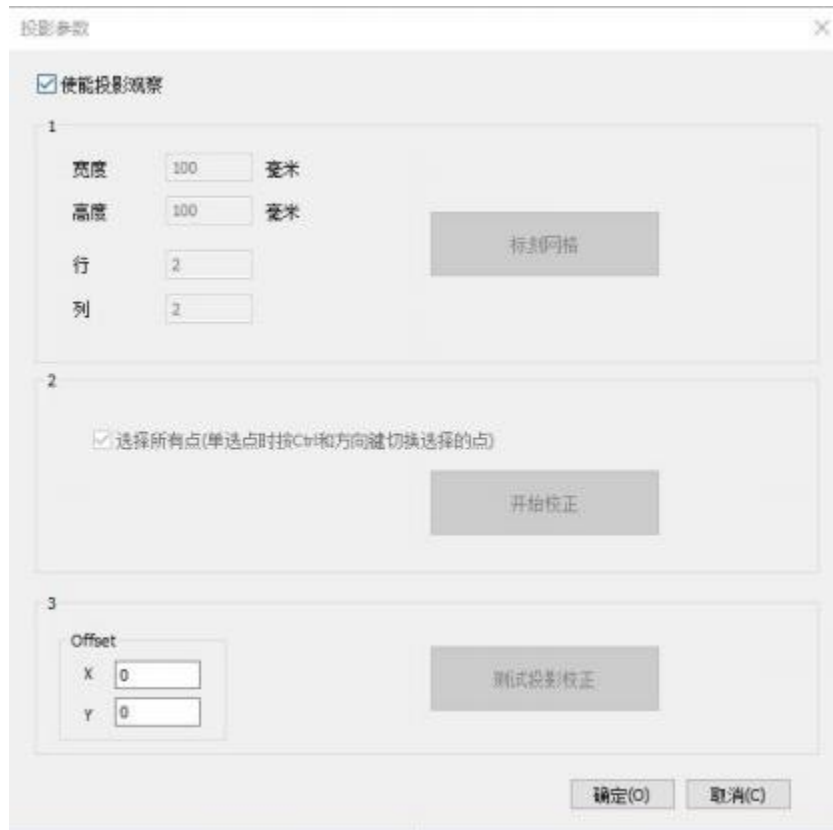 投影参数
使能投影观察
1
宽度 100 毫米
高度 100 毫米
标刻网格
行 2
列 2
2
选择所有点(单选点时按Ctrl和方向键切换选择的点)
开始校正
3
Offset
X 0
测试投影校正
Y 0
确定(O) 取消(C)